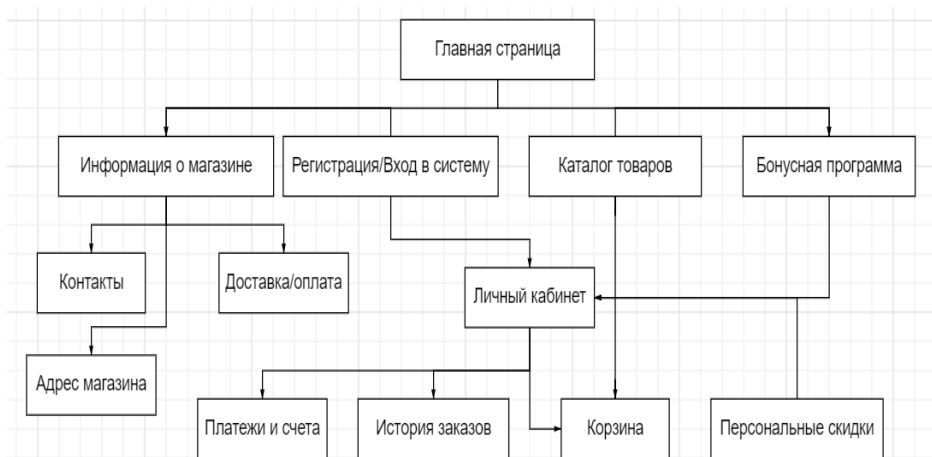 Главная страница
Информация о магазине
Регистрация/Вход в систему
Каталог товаров
Бонусная программа
Контакты
Доставка/оплата
Личный кабинет
Адрес магазина
Платежи и счета
История заказов
Корзина
Персональные скидки